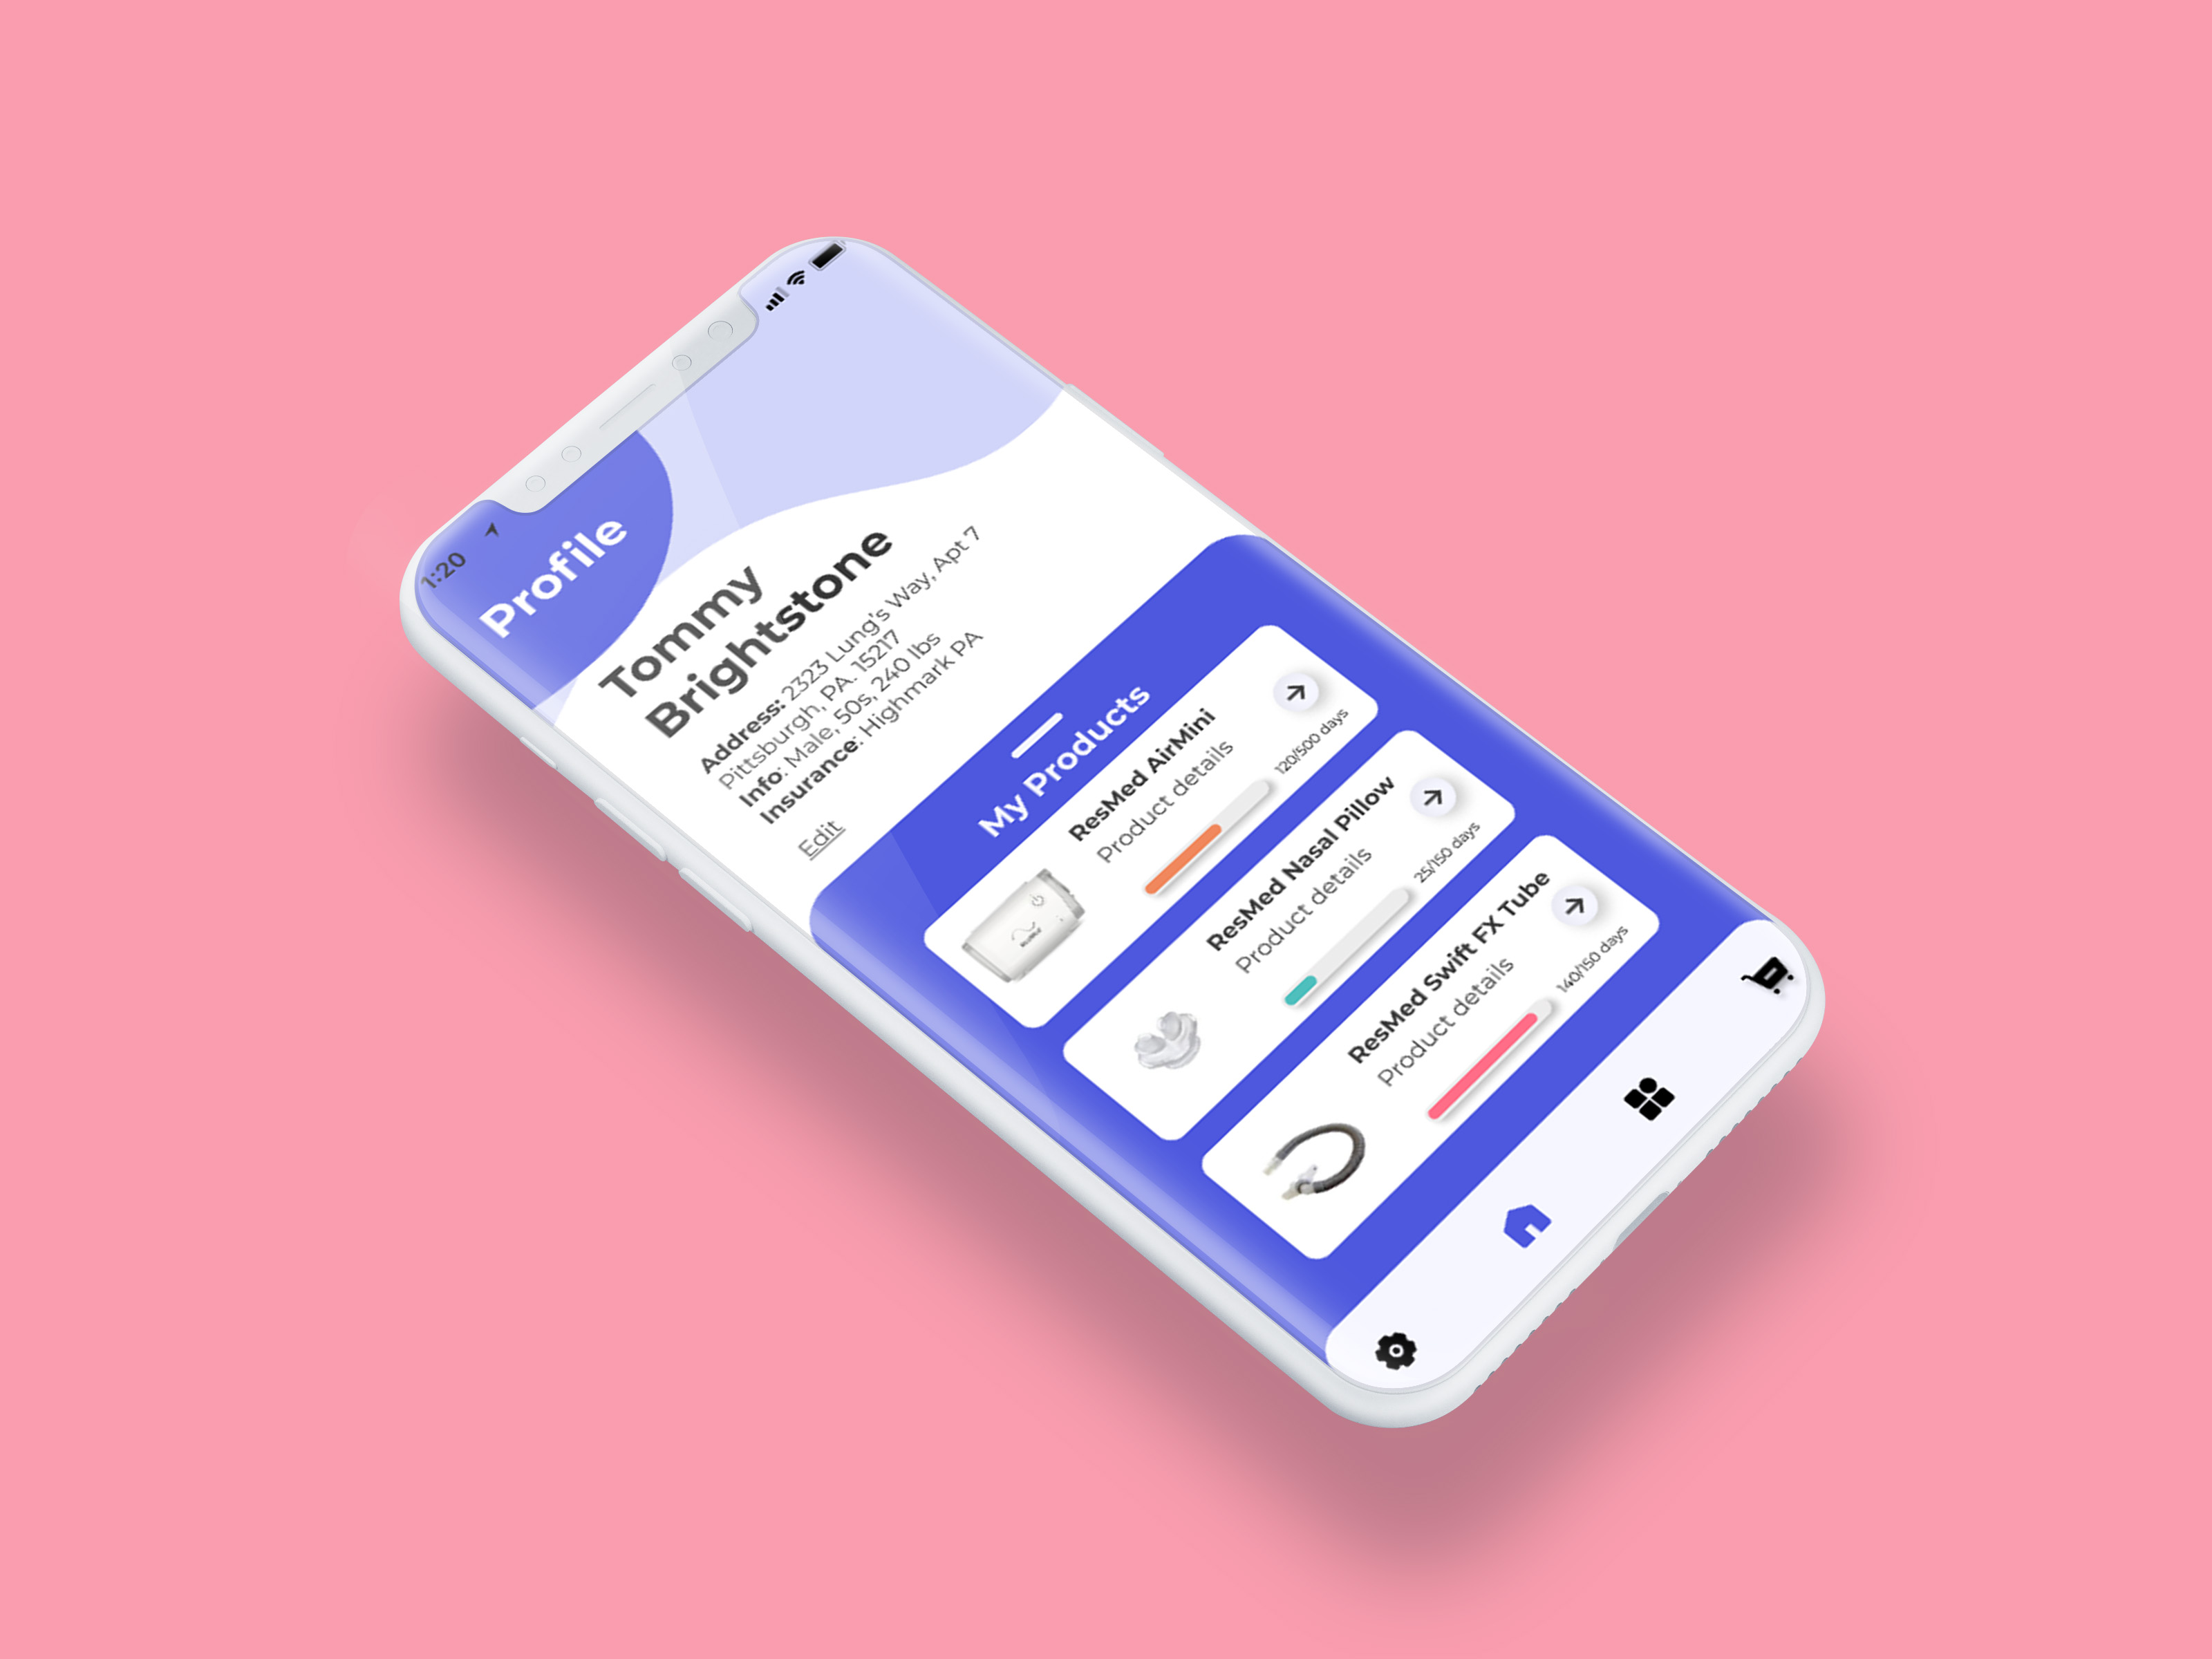 1:20
Profile
Tommy
Brightstone
Address: 2323 Lung's Way, Apt 7
Pittsburgh, PA. 15217
Info: Male, 50s, 240 lbs
Insurance: Highmark PA
Edit
My Products
ResMed AirMini
Product details
120/500 days
ResMed Nasal Pillow
Product details
25/150 days
ResMed Swift FX Tube
Product details
140/150 days